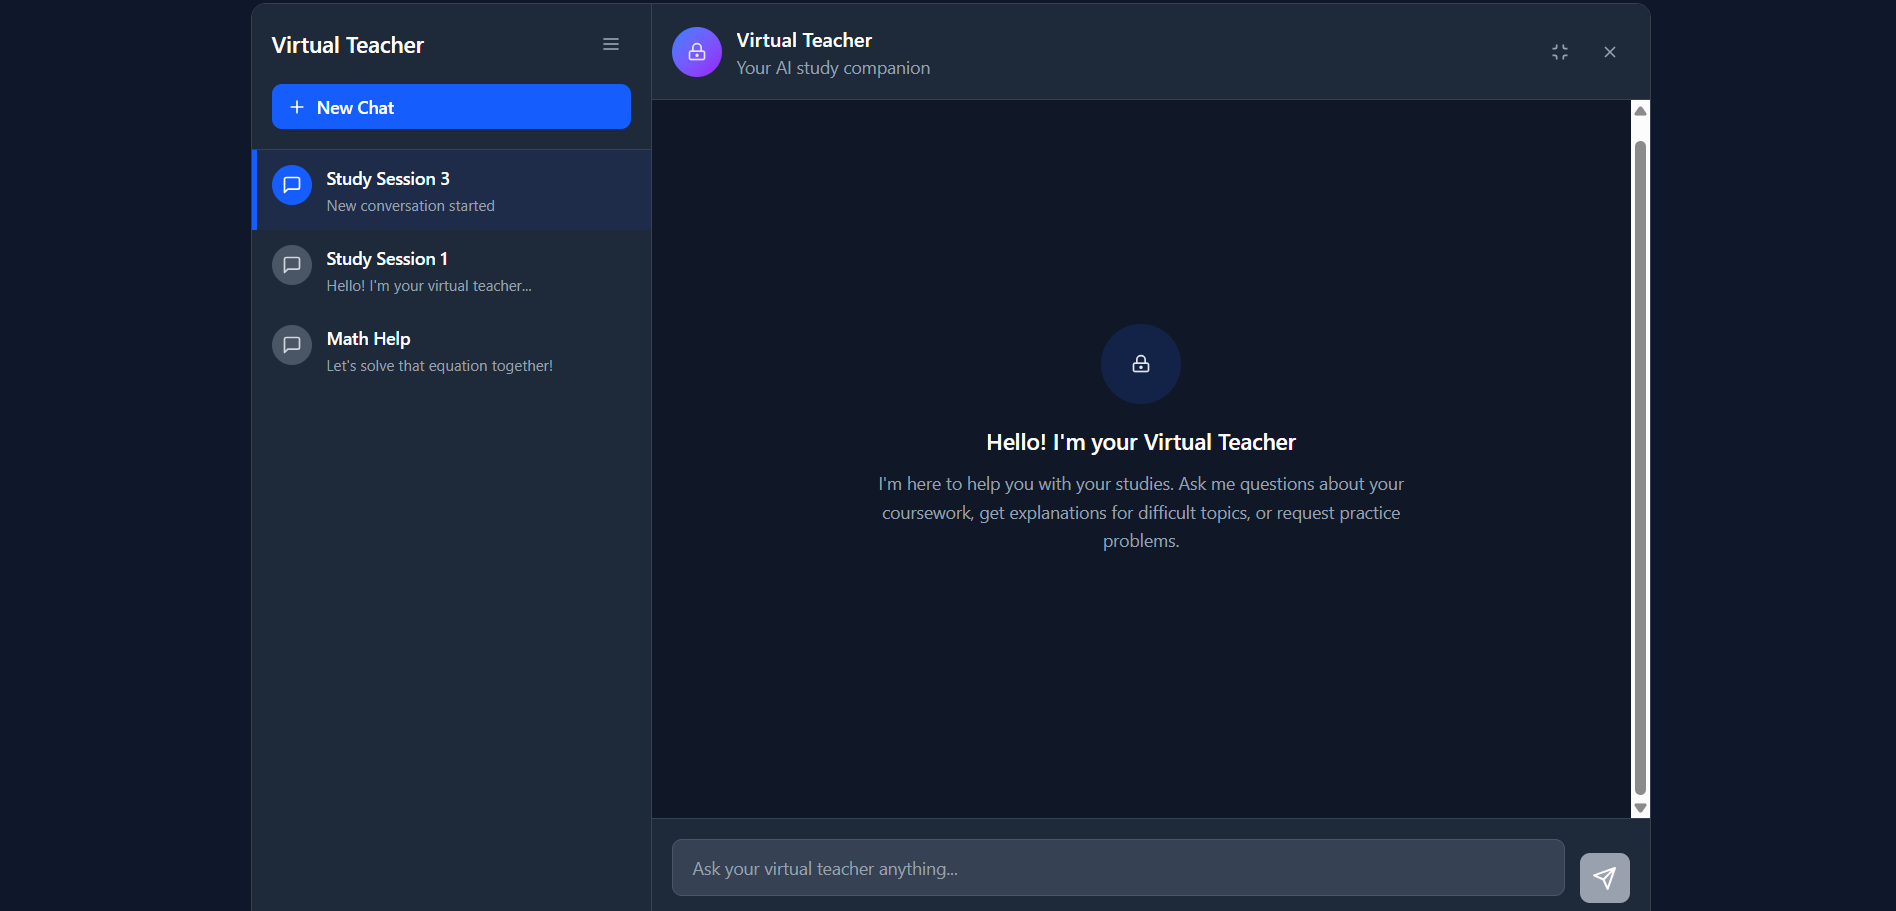 Virtual Teacher
New Chat
Study Session 3
New conversation started
Study Session 1
Hello! I'm your virtual teacher...
Math Help
Let's solve that equation together!
Virtual Teacher
Your AI study companion
Hello! I'm your Virtual Teacher
I'm here to help you with your studies. Ask me questions about your
coursework, get explanations for difficult topics, or request practice
problems.
Ask your virtual teacher anything...